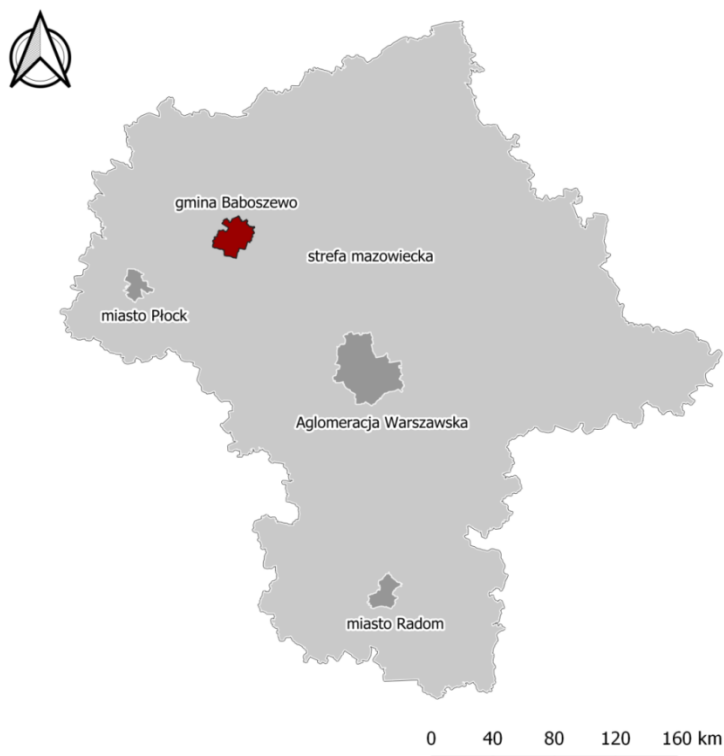 gmina Baboszewo
strefa mazowiecka
miasto Płock
Aglomeracja Warszawska
miasto Radom
0 40 80 120 160 km